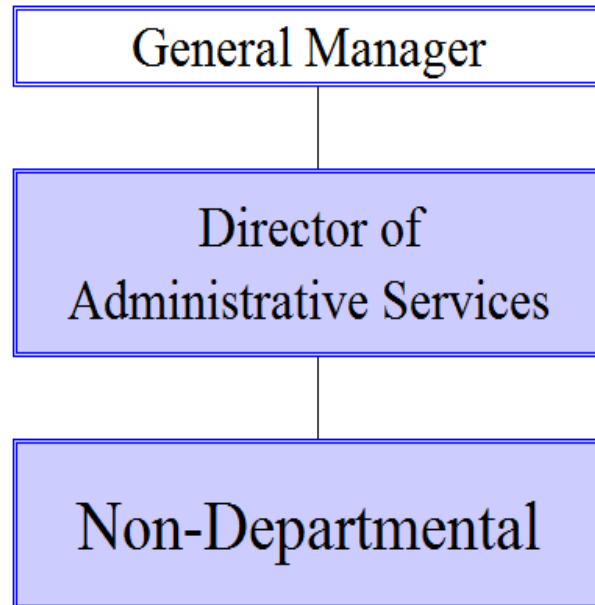 General Manager
Director of
Administrative Services
Non-Departmental